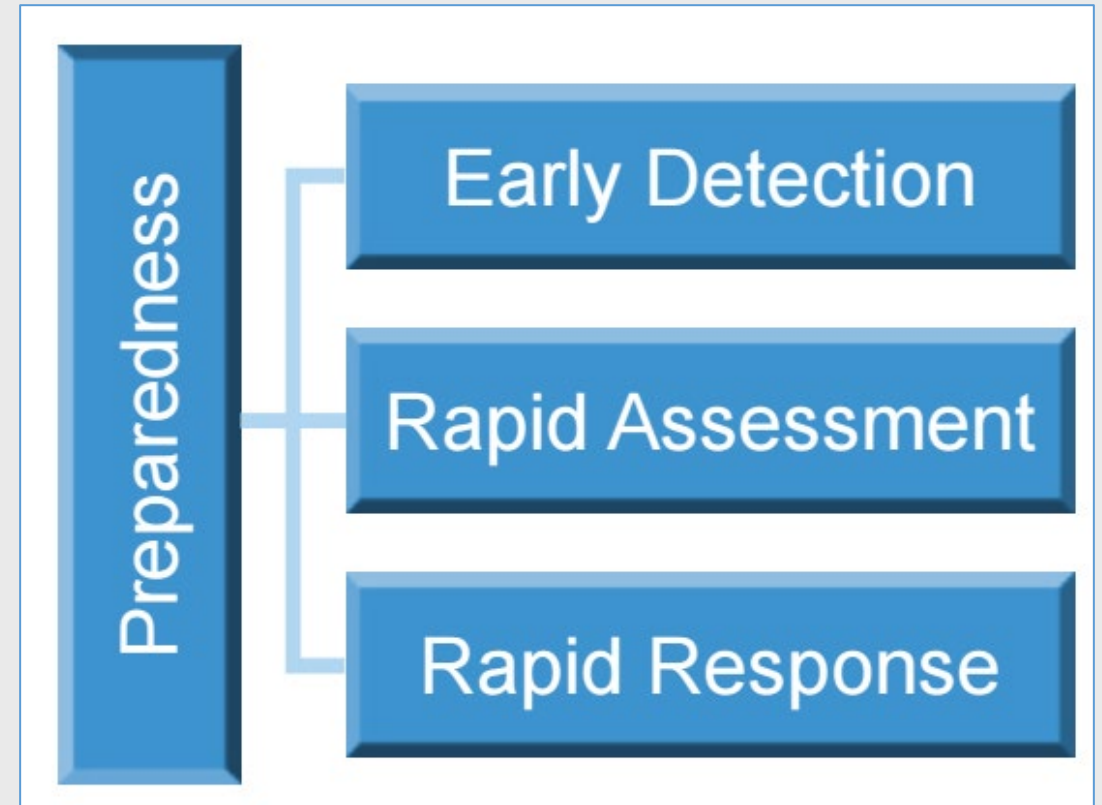 Preparedness
Early Detection
Rapid Assessment
Rapid Response